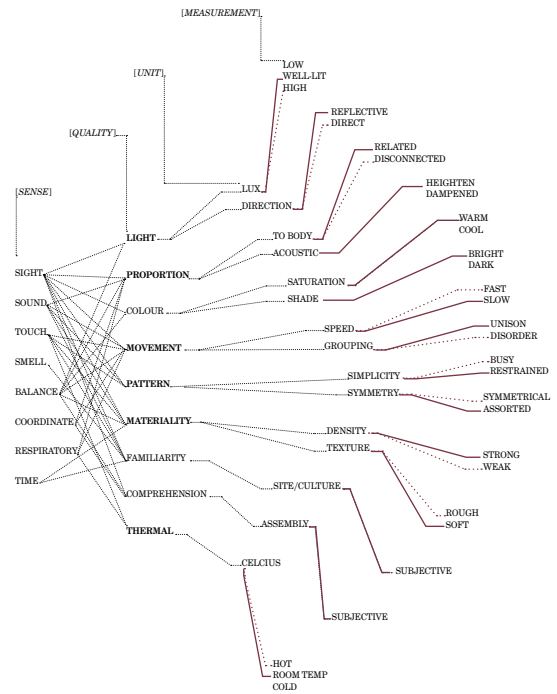 [MEASUREMENT]
LOW
WELL-LIT
HIGH
[UNIT]
REFLECTIVE
DIRECT
[QUALITY]
RELATED
DISCONNECTED
[SENSE]
LUX
HEIGHTEN
DAMPENED
DIRECTION
WARM
COOL
LIGHT
TO BODY
ACOUSTIC
BRIGHT
DARK
SIGHT
PROPORTION
SATURATION
FAST
SLOW
SOUND
COLOUR
SHADE
UNISON
DISORDER
TOUCH
MOVEMENT
SPEED
GROUPING
BUSY
RESTRAINED
SMELL
PATTERN
SIMPLICITY
SYMMETRY
SYMMETRICAL
ASSORTED
BALANCE
COORDINATE
MATERIALITY
DENSITY
TEXTURE
STRONG
WEAK
RESPIRATORY
FAMILIARITY
TIME
SITE/CULTURE
COMPREHENSION
ROUGH
SOFT
THERMAL
ASSEMBLY
CELCIUS
SUBJECTIVE
SUBJECTIVE
HOT
ROOM TEMP
COLD